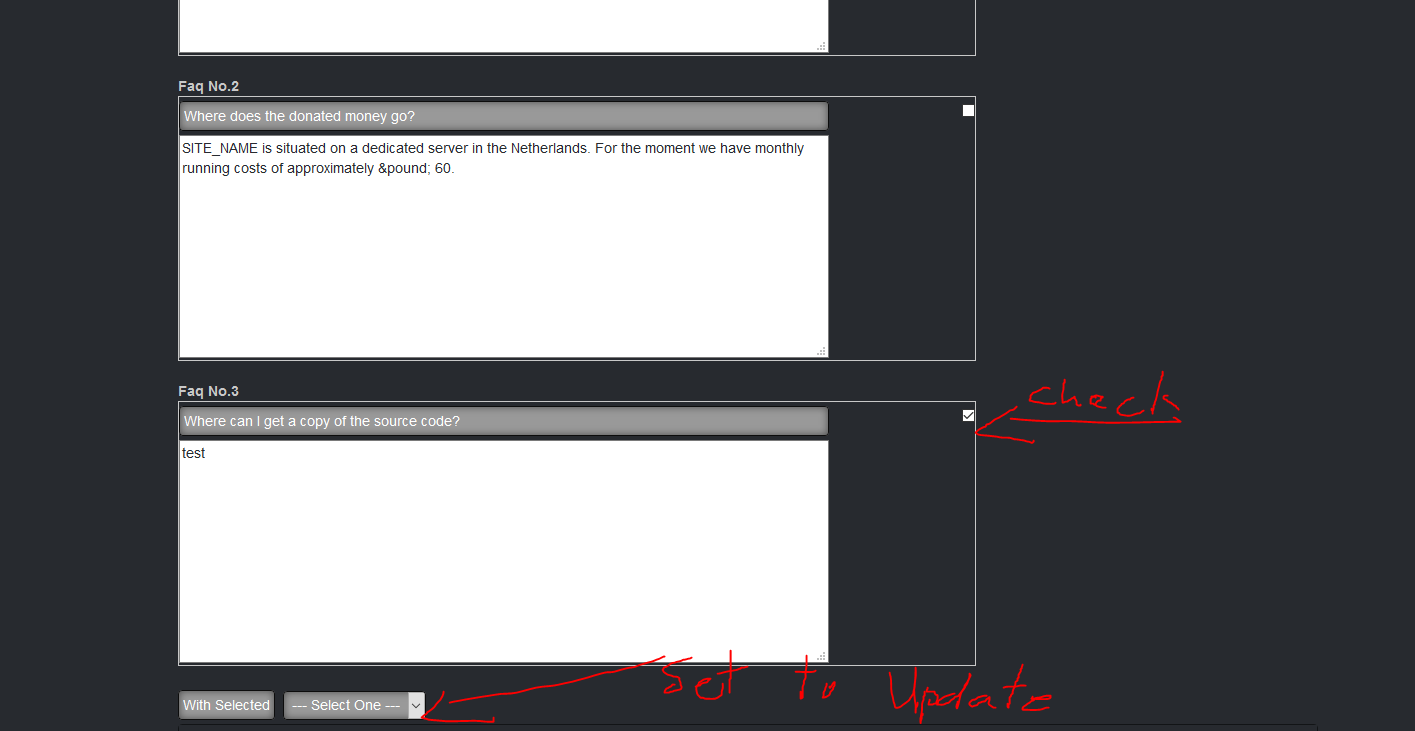 Faq No.2
Where does the donated money go?
SITE_NAME is situated on a dedicated server in the Netherlands. For the moment we have monthly
running costs of approximately &pound; 60.
Faq No.3
Where can I get a copy of the source code?
check
test
set to Update
With Selected
--- Select One ---